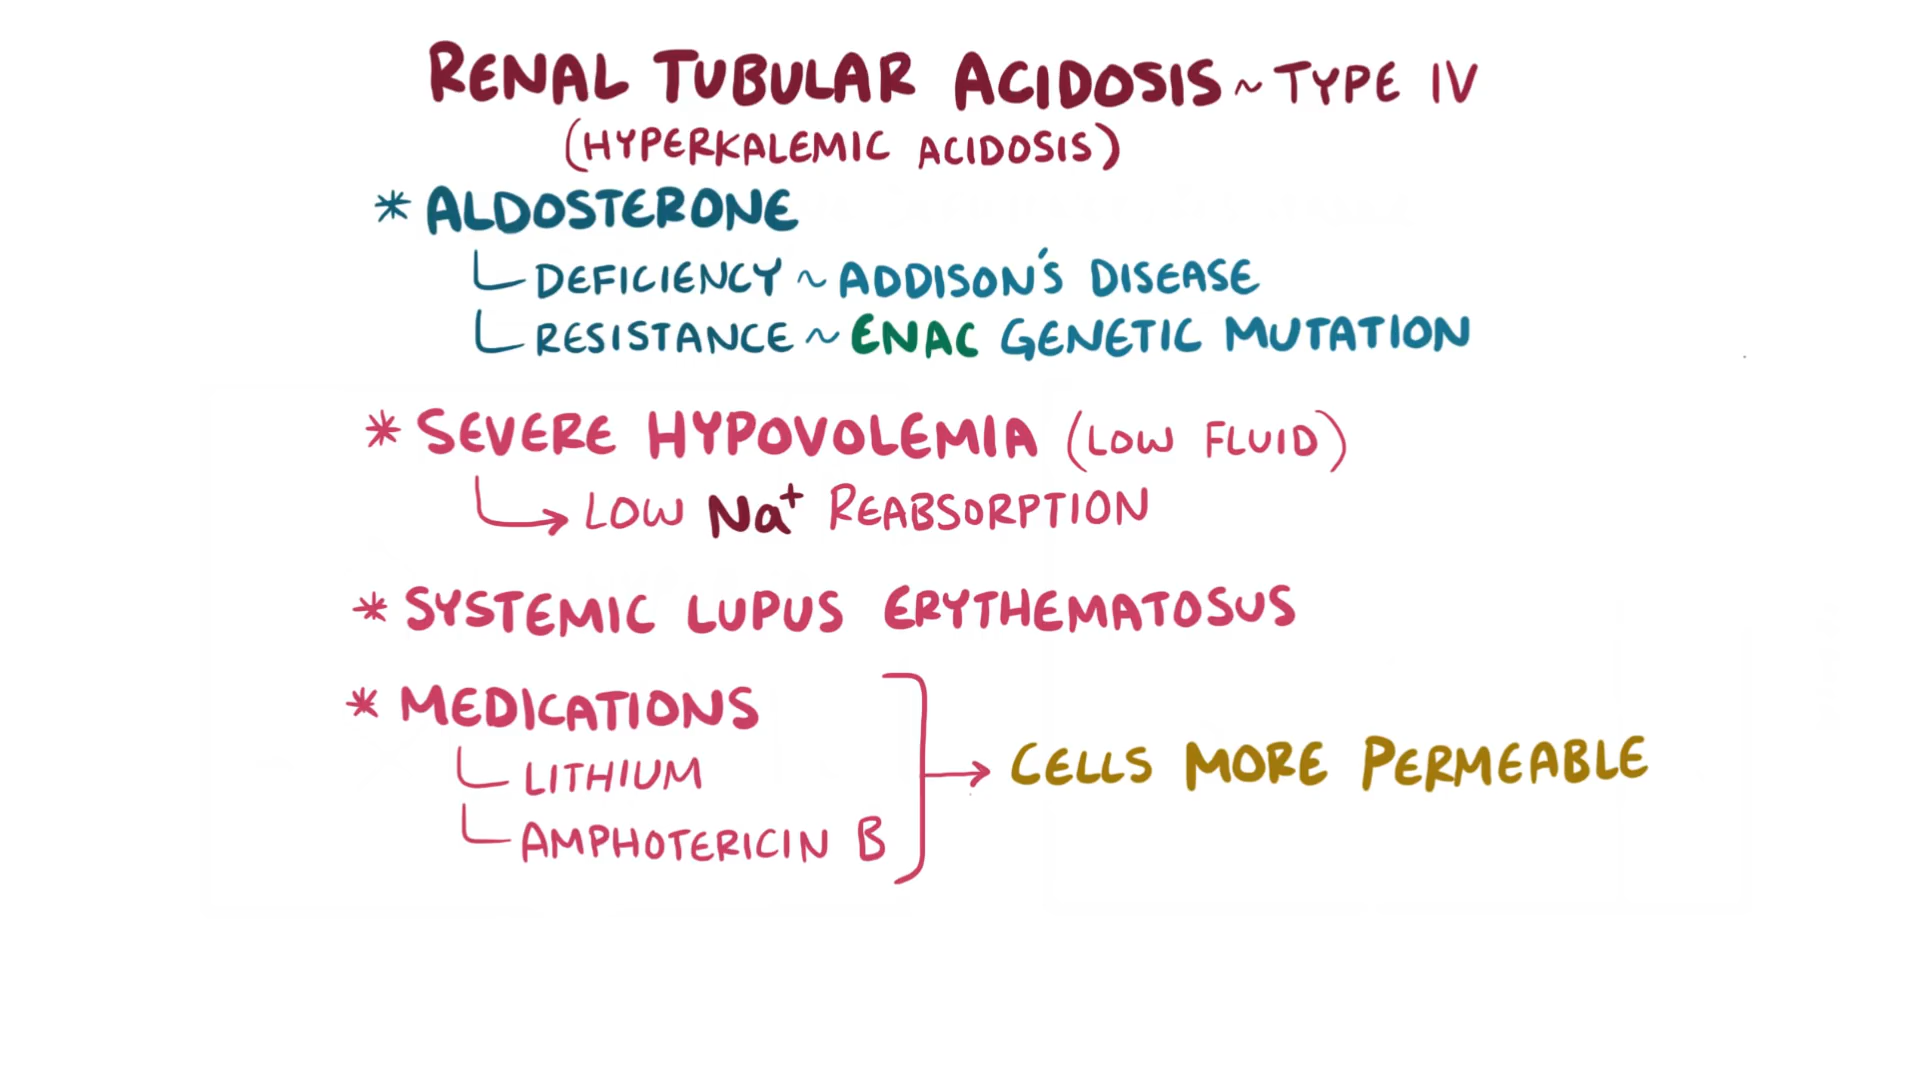 RENAL TUBULAR ACIDOSIS ~ TYPE IV
(HYPERKALEMIC ACIDOSIS)
* ALDOSTERONE
DEFICIENCY ~ ADDISON'S DISEASE
RESISTANCE ~ ENAC GENETIC MUTATION
* SEVERE HYPOVOLEMIA (LOW FLUID)
→ LOW Na⁺ REABSORPTION
* SYSTEMIC LUPUS ERYTHEMATOSUS
* MEDICATIONS
LITHIUM
AMPHOTERICIN B
→ CELLS MORE PERMEABLE